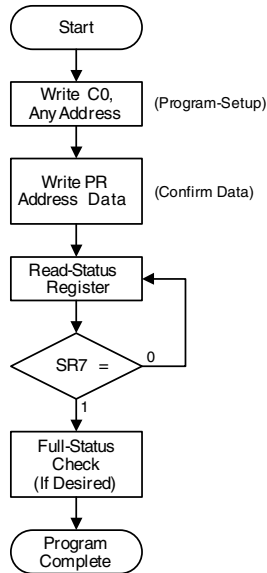 Start
Write C0,
Any Address
(Program-Setup)
Write PR
Address Data
(Confirm Data)
Read-Status
Register
SR7 =
0
1
Full-Status
Check
(If Desired)
Program
Complete